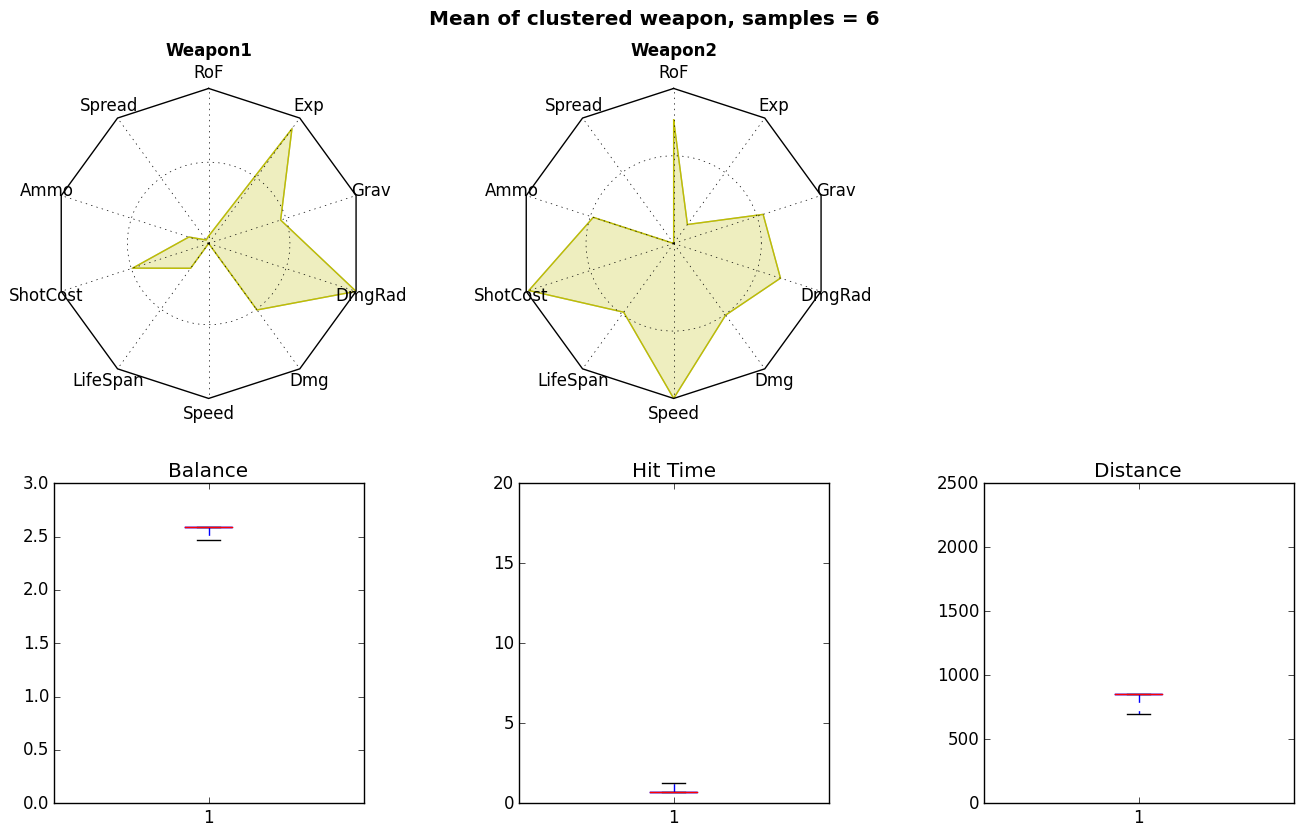 Mean of clustered weapon, samples = 6
Weapon1
RoF
Exp
Grav
DmgRad
Dmg
Speed
LifeSpan
ShotCost
Ammo
Spread
Weapon2
RoF
Exp
Grav
DmgRad
Dmg
Speed
LifeSpan
ShotCost
Ammo
Spread
Balance
3.0
2.5
2.0
1.5
1.0
0.5
0.0
1
Hit Time
20
15
10
5
0
1
Distance
2500
2000
1500
1000
500
0
1